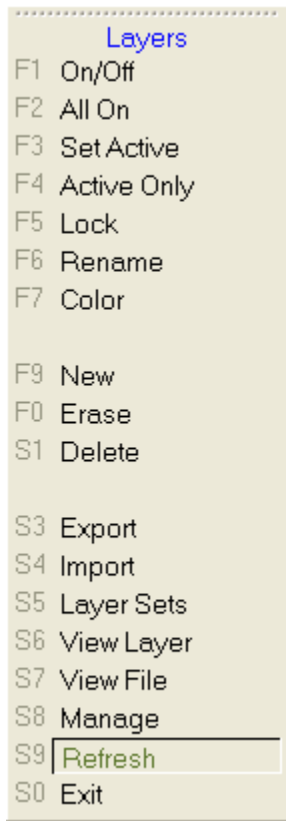 Layers
F1 On/Off
F2 All On
F3 Set Active
F4 Active Only
F5 Lock
F6 Rename
F7 Color
F9 New
F0 Erase
S1 Delete
S3 Export
S4 Import
S5 Layer Sets
S6 View Layer
S7 View File
S8 Manage
S9 Refresh
S0 Exit